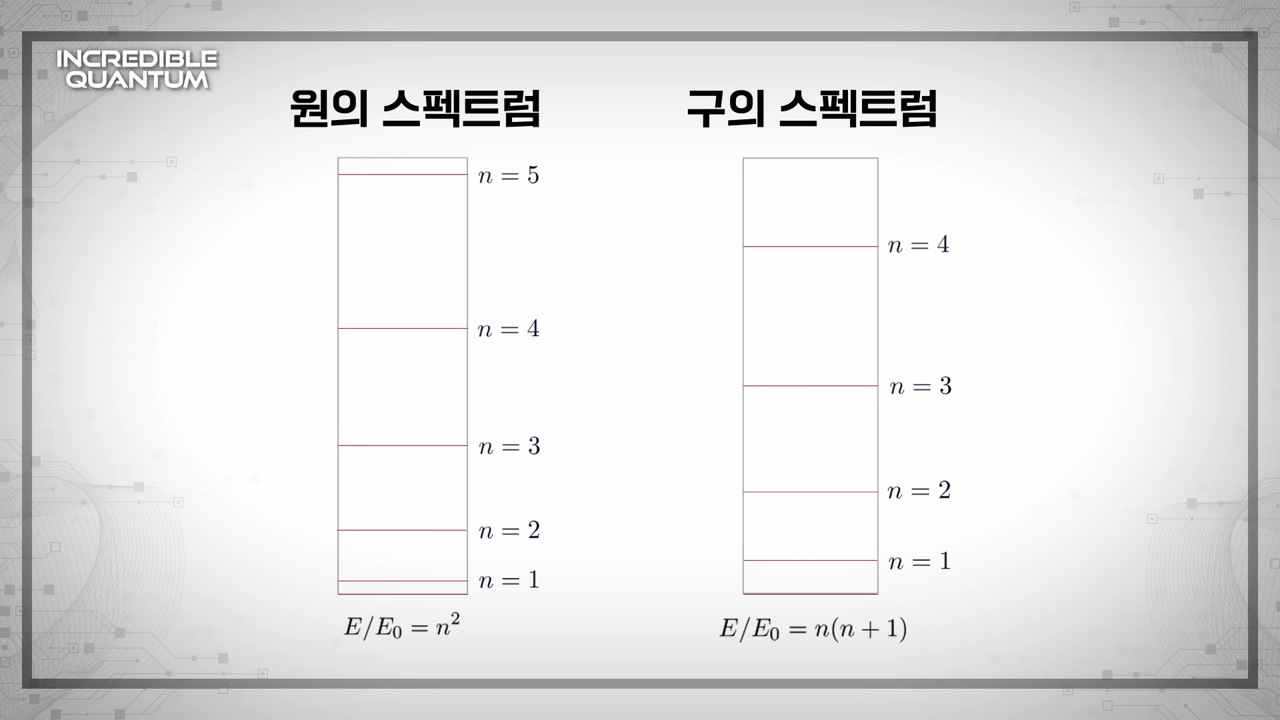 INCREDIBLE
QUANTUM
원의 스펙트럼
n = 5
n = 4
n = 3
n = 2
n = 1
E/E₀ = n²
구의 스펙트럼
n = 4
n = 3
n = 2
n = 1
E/E₀ = n(n + 1)